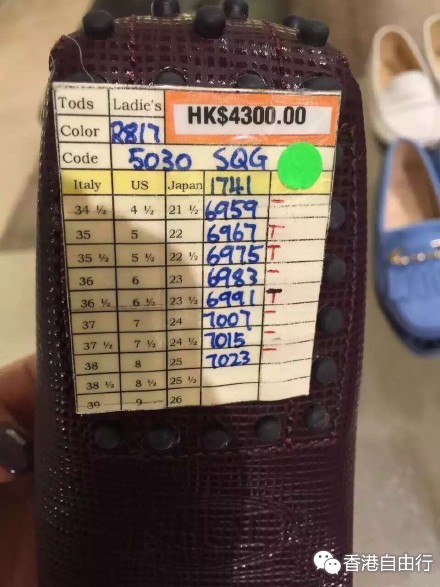 Tods Ladie's HK$4300.00
Color R817
Code 5030 SQG
Italy US Japan 1741
34 ½ 4 ½ 21 ½ 6959 -
35 5 22 6967 T
35 ½ 5 ½ 22 ½ 6975 T
36 6 23 6983 -
36 ½ 6 ½ 23 ½ 6991 T
37 7 24 7007 -
37 ½ 7 ½ 24 ½ 7015 -
38 8 25 7023
38 ½ 8 ½ 25 ½
39 9 26
香港自由行